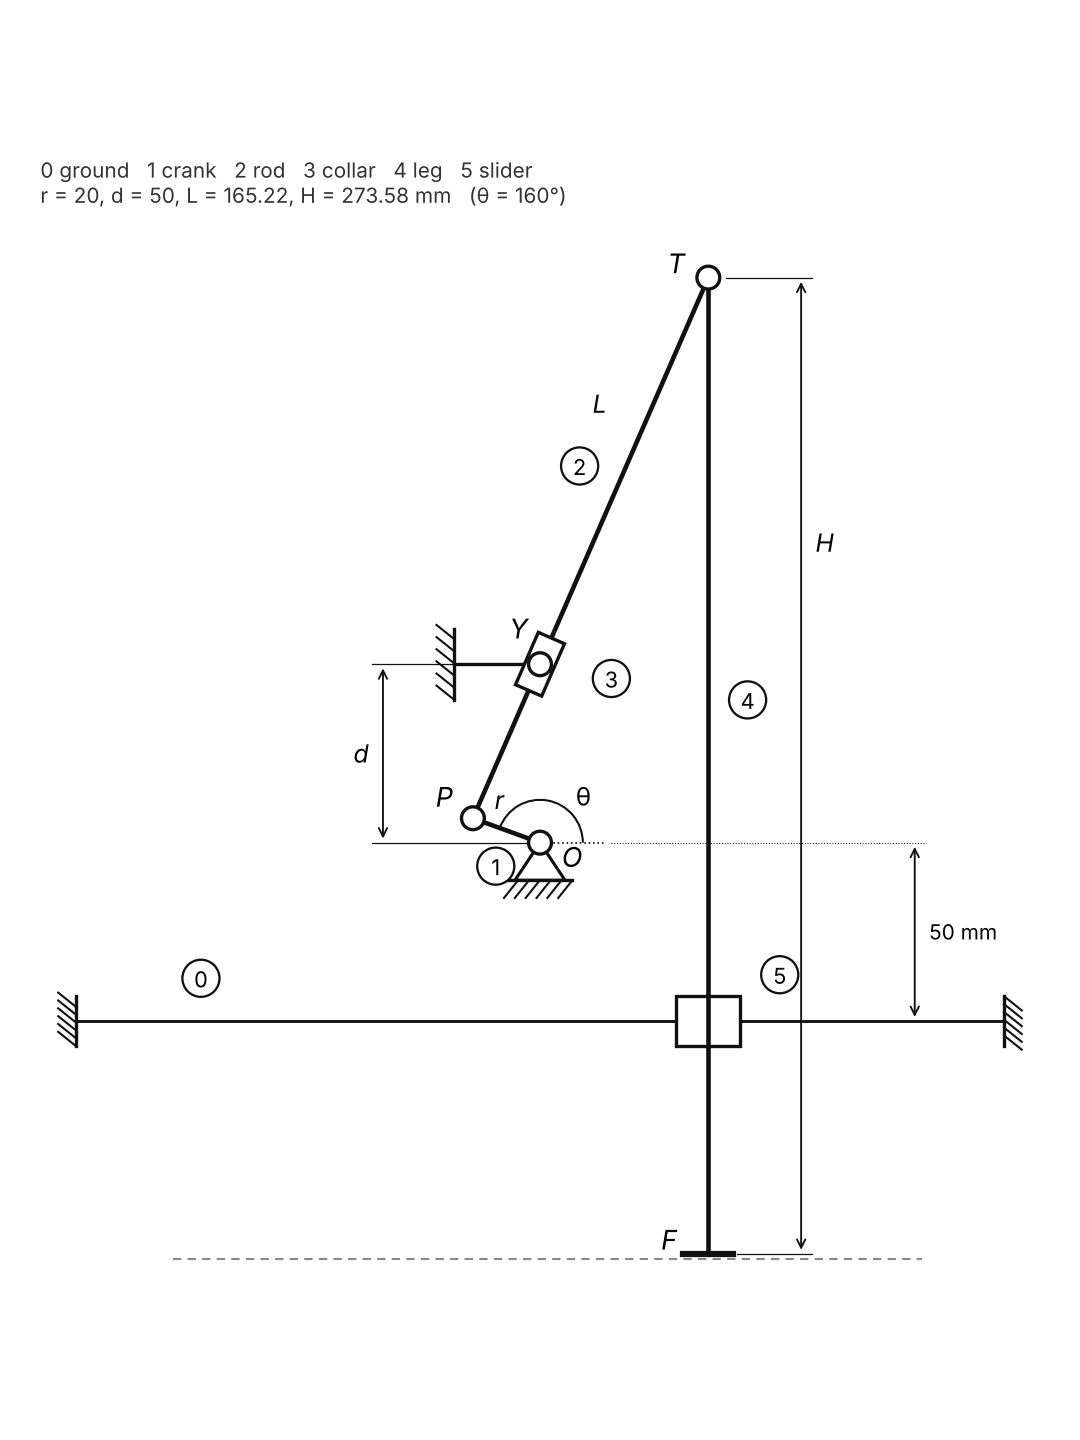 0 ground 1 crank 2 rod 3 collar 4 leg 5 slider
r = 20, d = 50, L = 165.22, H = 273.58 mm (θ = 160°)
T
L
2
H
Y
3
4
d
P
r
θ
O
1
50 mm
0
5
F